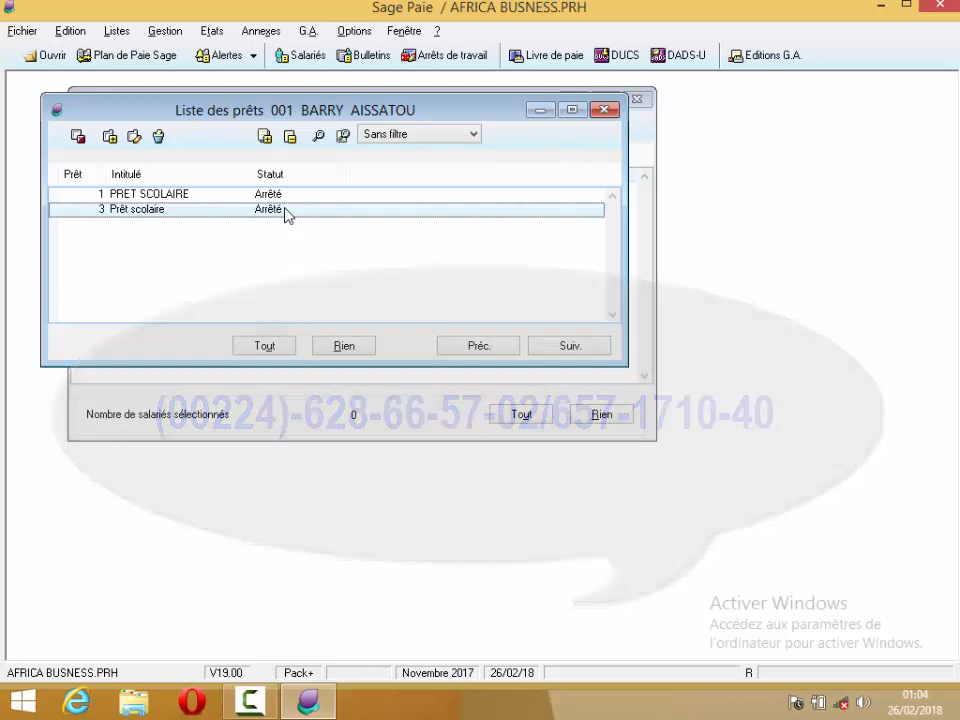 Sage Paie / AFRICA BUSNESS.PRH
Fichier Edition Listes Gestion Etats Annexes G.A. Options Fenêtre ?
Ouvrir Plan de Paie Sage Alertes Salariés Bulletins Arrêts de travail Livre de paie DUCS DADS-U Editions G.A.
Liste des prêts 001 BARRY AISSATOU
Sans filtre
Prêt Intitulé Statut
1 PRET SCOLAIRE Arrêté
3 Prêt scolaire Arrêté
Tout Rien Préc. Suiv.
Nombre de salariés sélectionnés 0 Tout Rien
(00224)-628-66-57-02/657-1710-40
Activer Windows
Accédez aux paramètres de
l'ordinateur pour activer Windows.
AFRICA BUSNESS.PRH V19.00 Pack+ Novembre 2017 26/02/18 R
01:04
26/02/2018